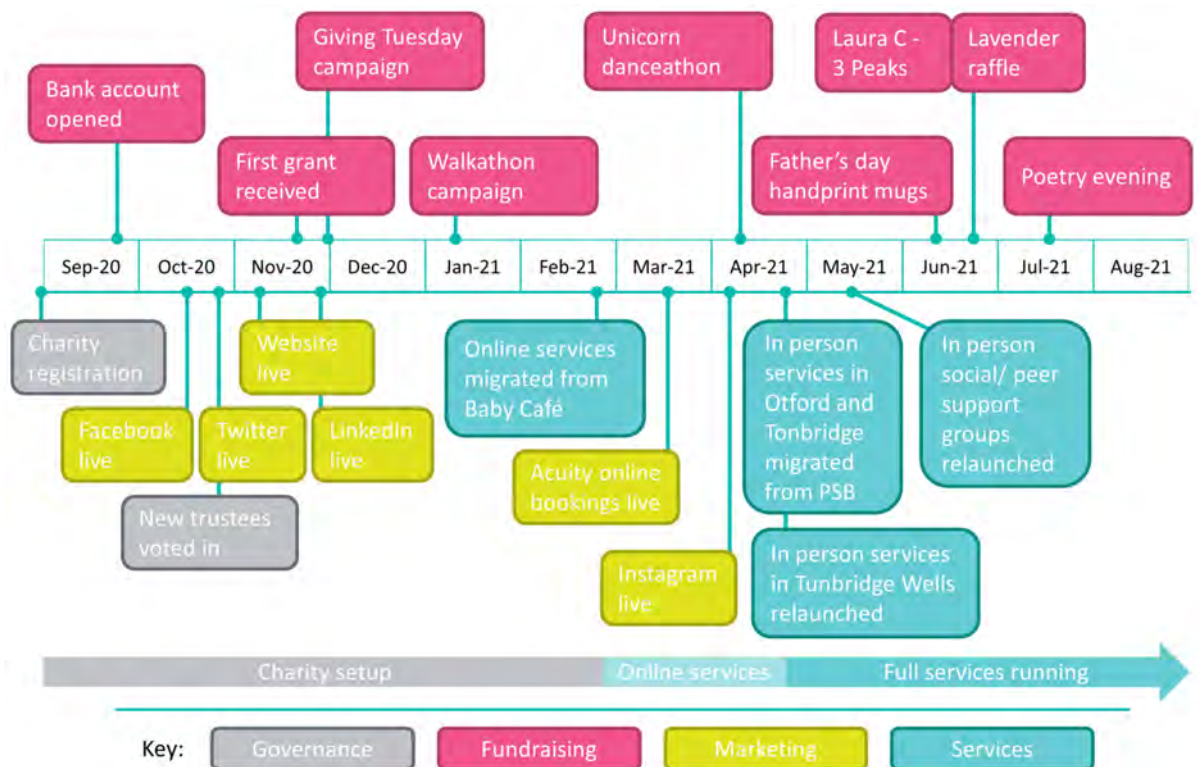 Giving Tuesday
campaign
Unicorn
danceathon
Laura C -
3 Peaks
Lavender
raffle
Bank account
opened
First grant
received
Walkathon
campaign
Father's day
handprint mugs
Poetry evening
Sep-20
Oct-20
Nov-20
Dec-20
Jan-21
Feb-21
Mar-21
Apr-21
May-21
Jun-21
Jul-21
Aug-21
Charity
registration
Website
live
Online services
migrated from
Baby Café
In person
services in
Otford and
Tonbridge
migrated
from PSB
In person
social/ peer
support
groups
relaunched
Facebook
live
Twitter
live
LinkedIn
live
Acuity online
bookings live
New trustees
voted in
Instagram
live
In person services
in Tunbridge Wells
relaunched
Charity setup
Online services
Full services running
Key:
Governance
Fundraising
Marketing
Services